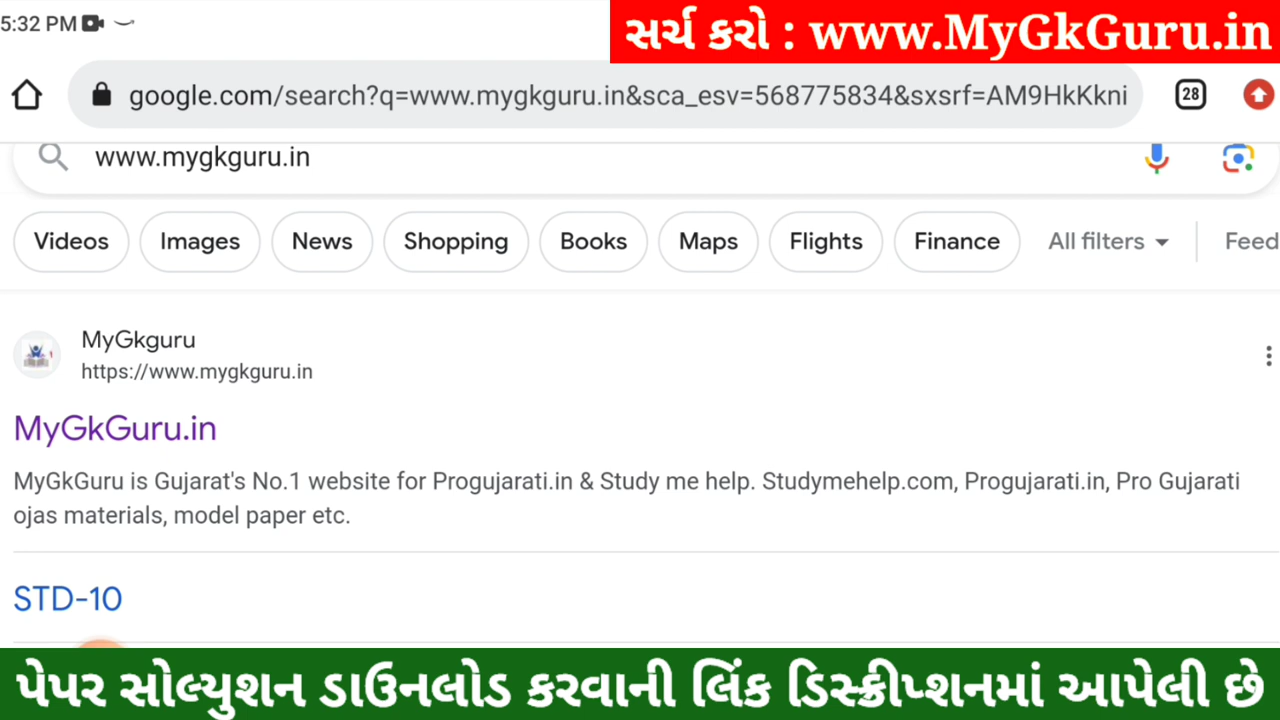 5:32 PM
સર્ચ કરો : www.MyGkGuru.in
google.com/search?q=www.mygkguru.in&sca_esv=568775834&sxsrf=AM9HkKkni
28
www.mygkguru.in
Videos Images News Shopping Books Maps Flights Finance All filters Feed
MyGkguru
https://www.mygkguru.in
MyGkGuru.in
MyGkGuru is Gujarat's No.1 website for Progujarati.in & Study me help. Studymehelp.com, Progujarati.in, Pro Gujarati
ojas materials, model paper etc.
STD-10
પેપર સોલ્યુશન ડાઉનલોડ કરવાની લિંક ડિસ્ક્રીપ્શનમાં આપેલી છે